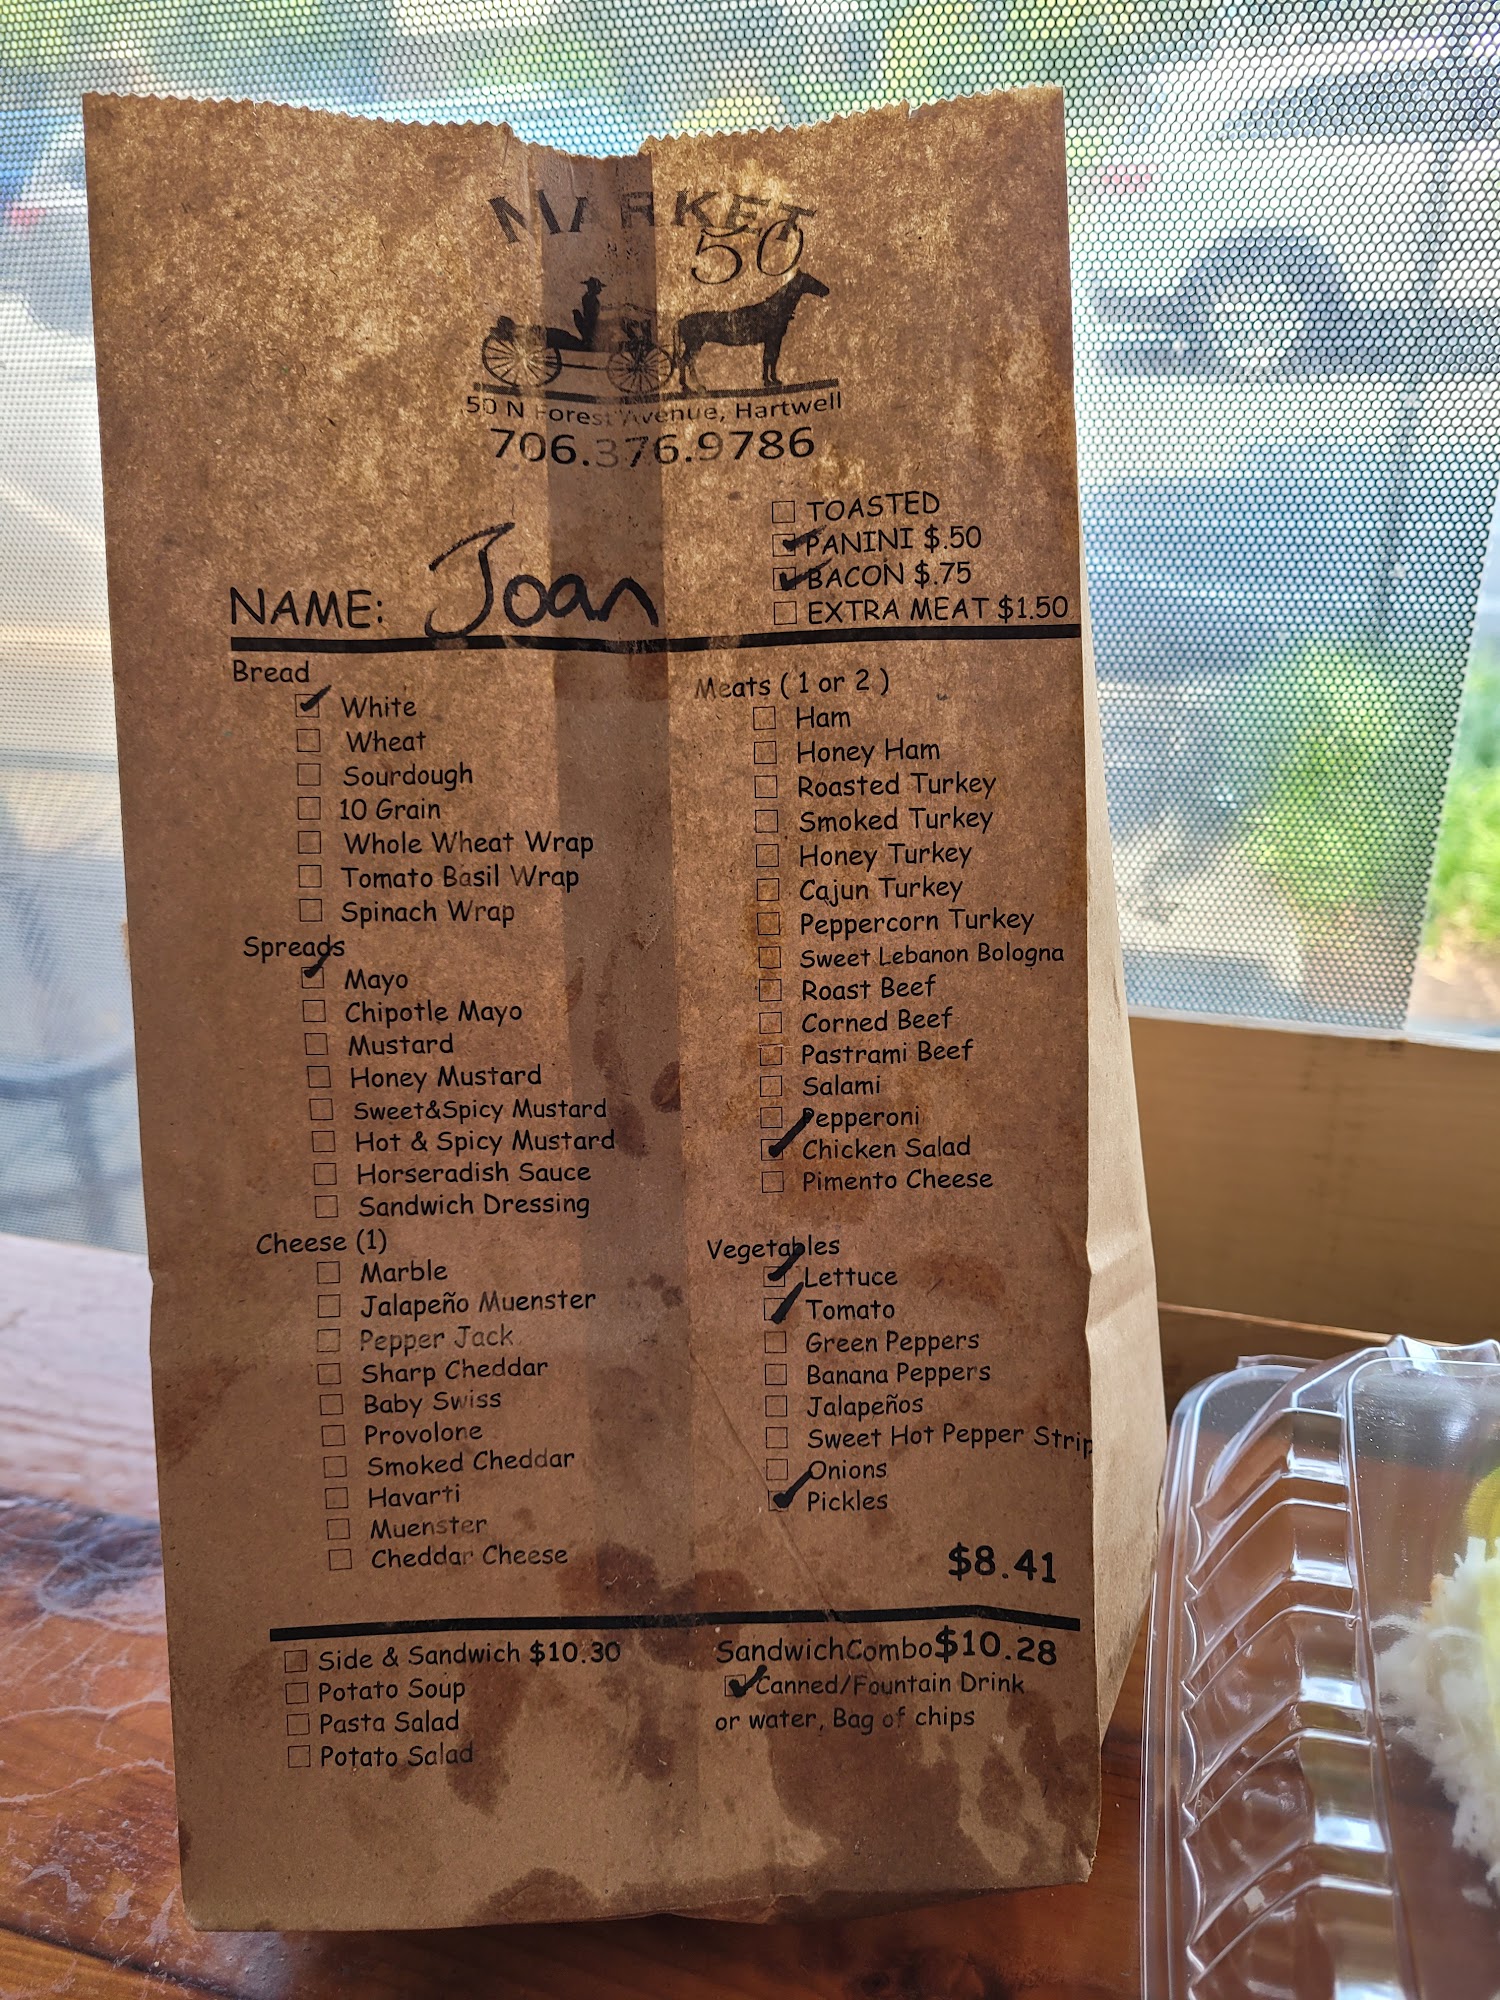 MARKET
50
50 N Forest Avenue, Hartwell
706.376.9786
TOASTED
PANINI $.50
BACON $.75
EXTRA MEAT $1.50
NAME: Joan
Bread
White
Wheat
Sourdough
10 Grain
Whole Wheat Wrap
Tomato Basil Wrap
Spinach Wrap
Spreads
Mayo
Chipotle Mayo
Mustard
Honey Mustard
Sweet&Spicy Mustard
Hot & Spicy Mustard
Horseradish Sauce
Sandwich Dressing
Cheese (1)
Marble
Jalapeño Muenster
Pepper Jack
Sharp Cheddar
Baby Swiss
Provolone
Smoked Cheddar
Havarti
Muenster
Cheddar Cheese
Meats ( 1 or 2 )
Ham
Honey Ham
Roasted Turkey
Smoked Turkey
Honey Turkey
Cajun Turkey
Peppercorn Turkey
Sweet Lebanon Bologna
Roast Beef
Corned Beef
Pastrami Beef
Salami
Pepperoni
Chicken Salad
Pimento Cheese
Vegetables
Lettuce
Tomato
Green Peppers
Banana Peppers
Jalapeños
Sweet Hot Pepper Strip
Onions
Pickles
$8.41
Side & Sandwich $10.30
Potato Soup
Pasta Salad
Potato Salad
SandwichCombo$10.28
Canned/Fountain Drink
or water, Bag of chips